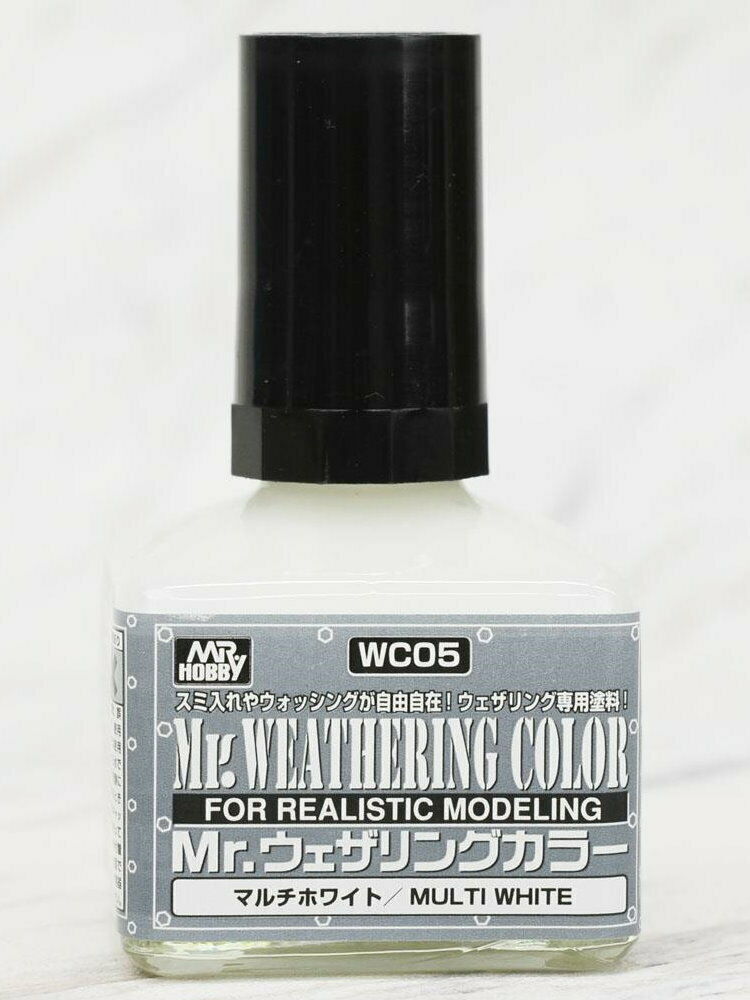 MR.
HOBBY
WC05
スミ入れやウォッシングが自由自在！ウェザリング専用塗料！
Mr. WEATHERING COLOR
FOR REALISTIC MODELING
Mr.ウェザリングカラー
マルチホワイト／MULTI WHITE